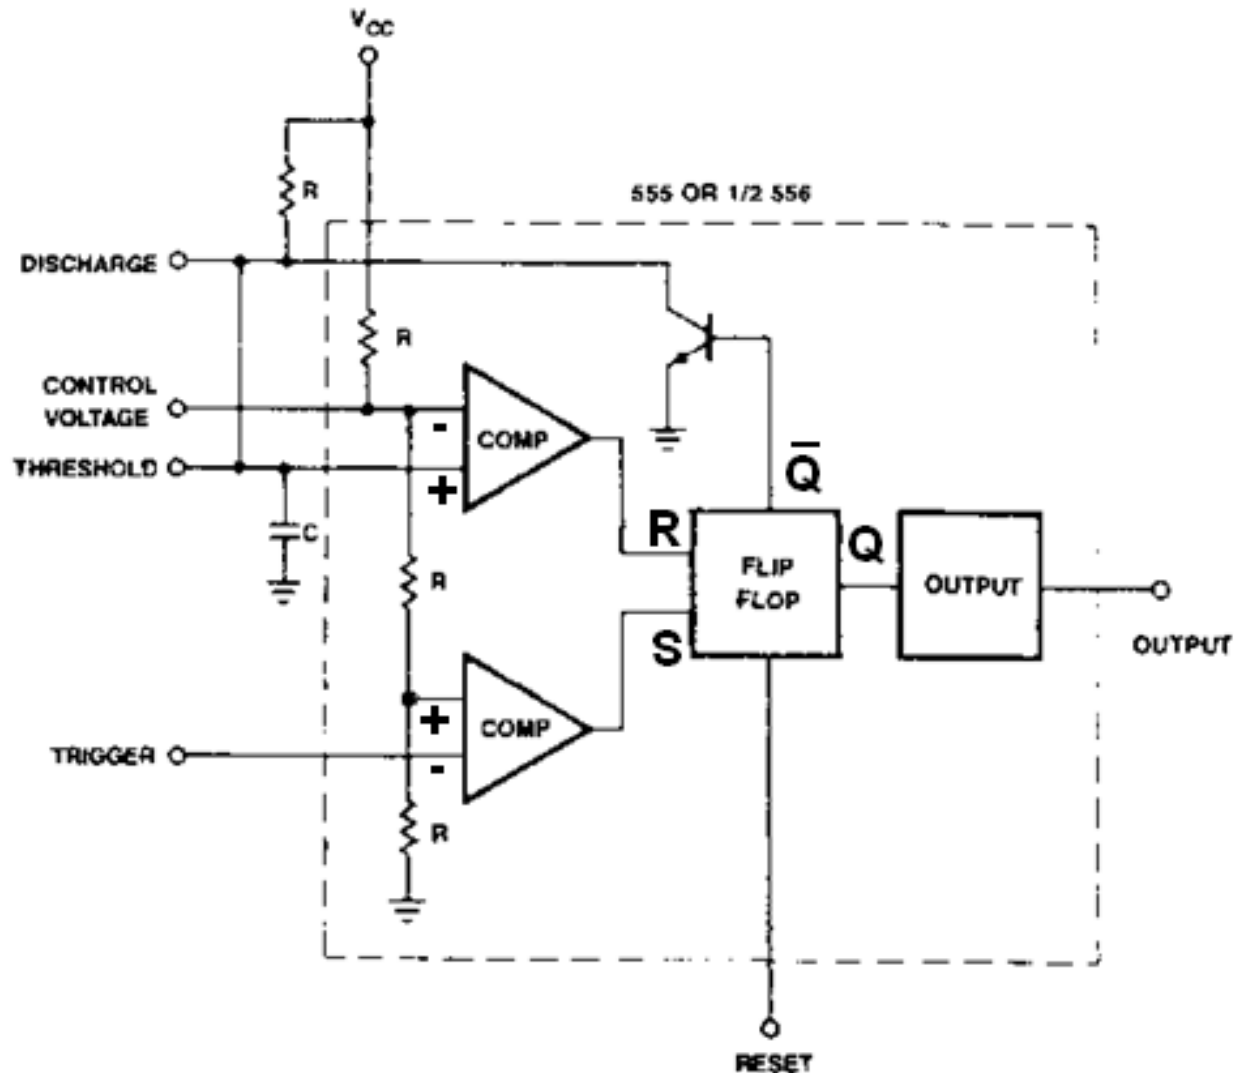 VCC
R
555 OR 1/2 556
DISCHARGE
R
CONTROL
VOLTAGE
-
COMP
THRESHOLD
+
Q̅
C
R
R
FLIP
FLOP
Q
OUTPUT
S
OUTPUT
+
COMP
TRIGGER
-
R
RESET